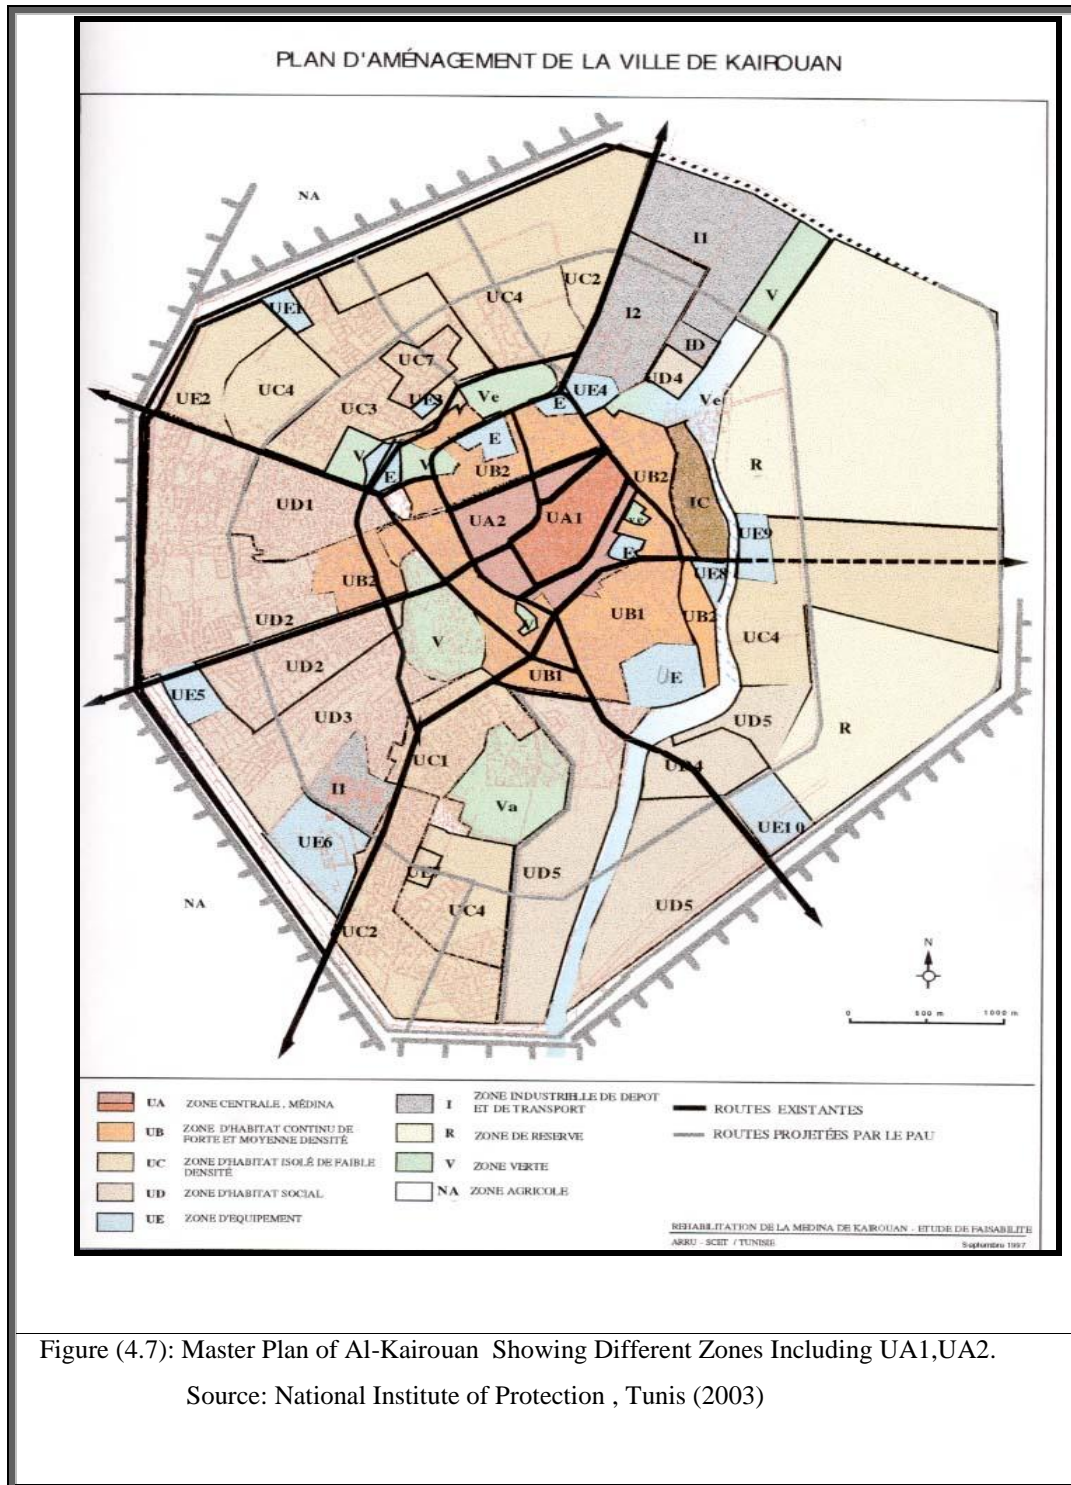 PLAN D'AMÉNAGEMENT DE LA VILLE DE KAIROUAN
NA
I1
UC2
UC4
V
UE1
I2
ID
UC7
UD4
UE2
UC4
UE3
Ve
UE4
E
Ve
UC3
E
V
V
E
UB2
UB2
R
IC
UD1
UA2
UA1
ve
UE9
E
UB2
UE8
UD2
UB1
UB2
V
V
UC4
UD2
UB1
UE
UE5
UD3
UD5
R
UC1
UD4
I1
Va
UE10
UE6
UE7
UD5
NA
UC4
UD5
UC2
N
0 500 m 1000 m
UA ZONE CENTRALE , MÉDINA
UB ZONE D'HABITAT CONTINU DE
FORTE ET MOYENNE DENSITÉ
UC ZONE D'HABITAT ISOLÉ DE FAIBLE
DENSITÉ
UD ZONE D'HABITAT SOCIAL
UE ZONE D'EQUIPEMENT
I ZONE INDUSTRIELLE DE DEPOT
ET DE TRANSPORT
R ZONE DE RESERVE
V ZONE VERTE
NA ZONE AGRICOLE
ROUTES EXISTANTES
ROUTES PROJETÉES PAR LE PAU
REHABILITATION DE LA MEDINA DE KAIROUAN - ETUDE DE FAISABILITE
ARRU - SCET / TUNISIE Septembre 1997
Figure (4.7): Master Plan of Al-Kairouan Showing Different Zones Including UA1,UA2.
Source: National Institute of Protection , Tunis (2003)